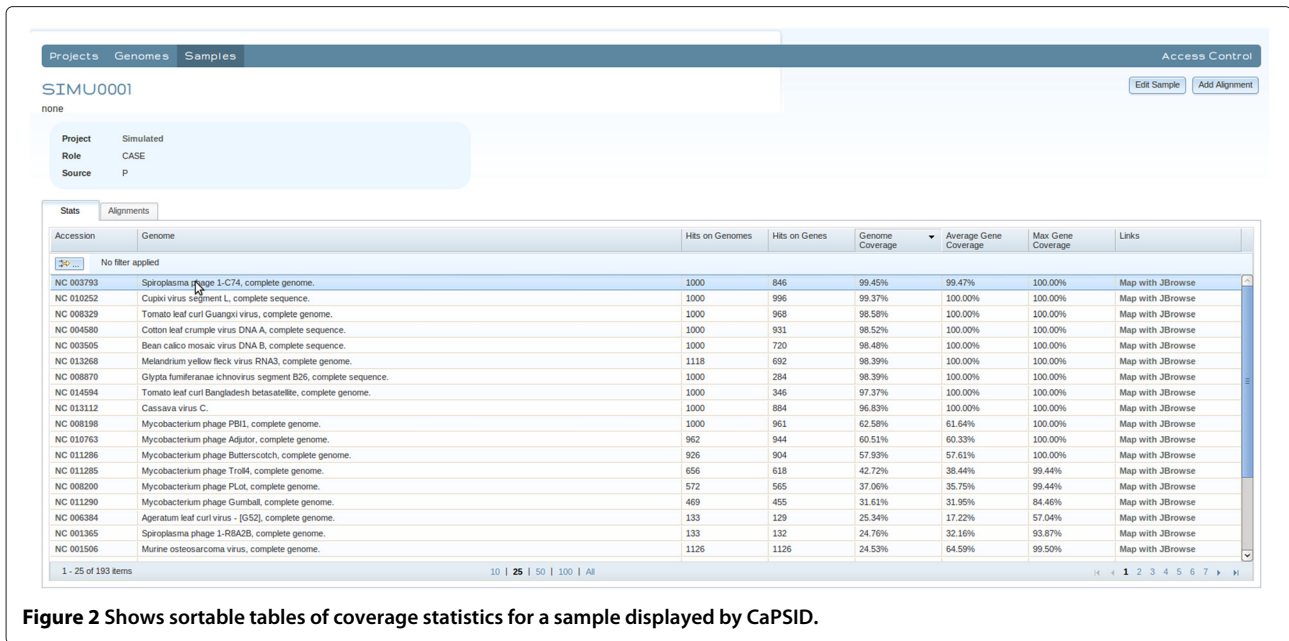 Projects Genomes Samples Access Control
SIMU0001 Edit Sample Add Alignment
none
Project Simulated
Role CASE
Source P
Stats Alignments
Accession Genome Hits on Genomes Hits on Genes Genome Coverage Average Gene Coverage Max Gene Coverage Links
... No filter applied
NC 003793 Spiroplasma phage 1-C74, complete genome. 1000 846 99.45% 99.47% 100.00% Map with JBrowse
NC 010252 Cupixi virus segment L, complete sequence. 1000 996 99.37% 100.00% 100.00% Map with JBrowse
NC 008329 Tomato leaf curl Guangxi virus, complete genome. 1000 968 98.58% 100.00% 100.00% Map with JBrowse
NC 004580 Cotton leaf crumple virus DNA A, complete sequence. 1000 931 98.52% 100.00% 100.00% Map with JBrowse
NC 003505 Bean calico mosaic virus DNA B, complete sequence. 1000 720 98.48% 100.00% 100.00% Map with JBrowse
NC 013268 Melandrium yellow fleck virus RNA3, complete genome. 1118 692 98.39% 100.00% 100.00% Map with JBrowse
NC 008870 Glypta fumiferanae ichnovirus segment B26, complete sequence. 1000 284 98.39% 100.00% 100.00% Map with JBrowse
NC 014594 Tomato leaf curl Bangladesh betasatellite, complete genome. 1000 346 97.37% 100.00% 100.00% Map with JBrowse
NC 013112 Cassava virus C. 1000 884 96.83% 100.00% 100.00% Map with JBrowse
NC 008198 Mycobacterium phage PBI1, complete genome. 1000 961 62.58% 61.64% 100.00% Map with JBrowse
NC 010763 Mycobacterium phage Adjutor, complete genome. 962 944 60.51% 60.33% 100.00% Map with JBrowse
NC 011286 Mycobacterium phage Butterscotch, complete genome. 926 904 57.93% 57.61% 100.00% Map with JBrowse
NC 011285 Mycobacterium phage Troll4, complete genome. 656 618 42.72% 38.44% 99.44% Map with JBrowse
NC 008200 Mycobacterium phage PLot, complete genome. 572 565 37.06% 35.75% 99.44% Map with JBrowse
NC 011290 Mycobacterium phage Gumball, complete genome. 469 455 31.61% 31.95% 84.46% Map with JBrowse
NC 006384 Ageratum leaf curl virus - [G52], complete genome. 133 129 25.34% 17.22% 57.04% Map with JBrowse
NC 001365 Spiroplasma phage 1-R8A2B, complete genome. 133 132 24.76% 32.16% 93.87% Map with JBrowse
NC 001506 Murine osteosarcoma virus, complete genome. 1126 1126 24.53% 64.59% 99.50% Map with JBrowse
1 - 25 of 193 items 10 | 25 | 50 | 100 | All 1 2 3 4 5 6 7
Figure 2 Shows sortable tables of coverage statistics for a sample displayed by CaPSID.